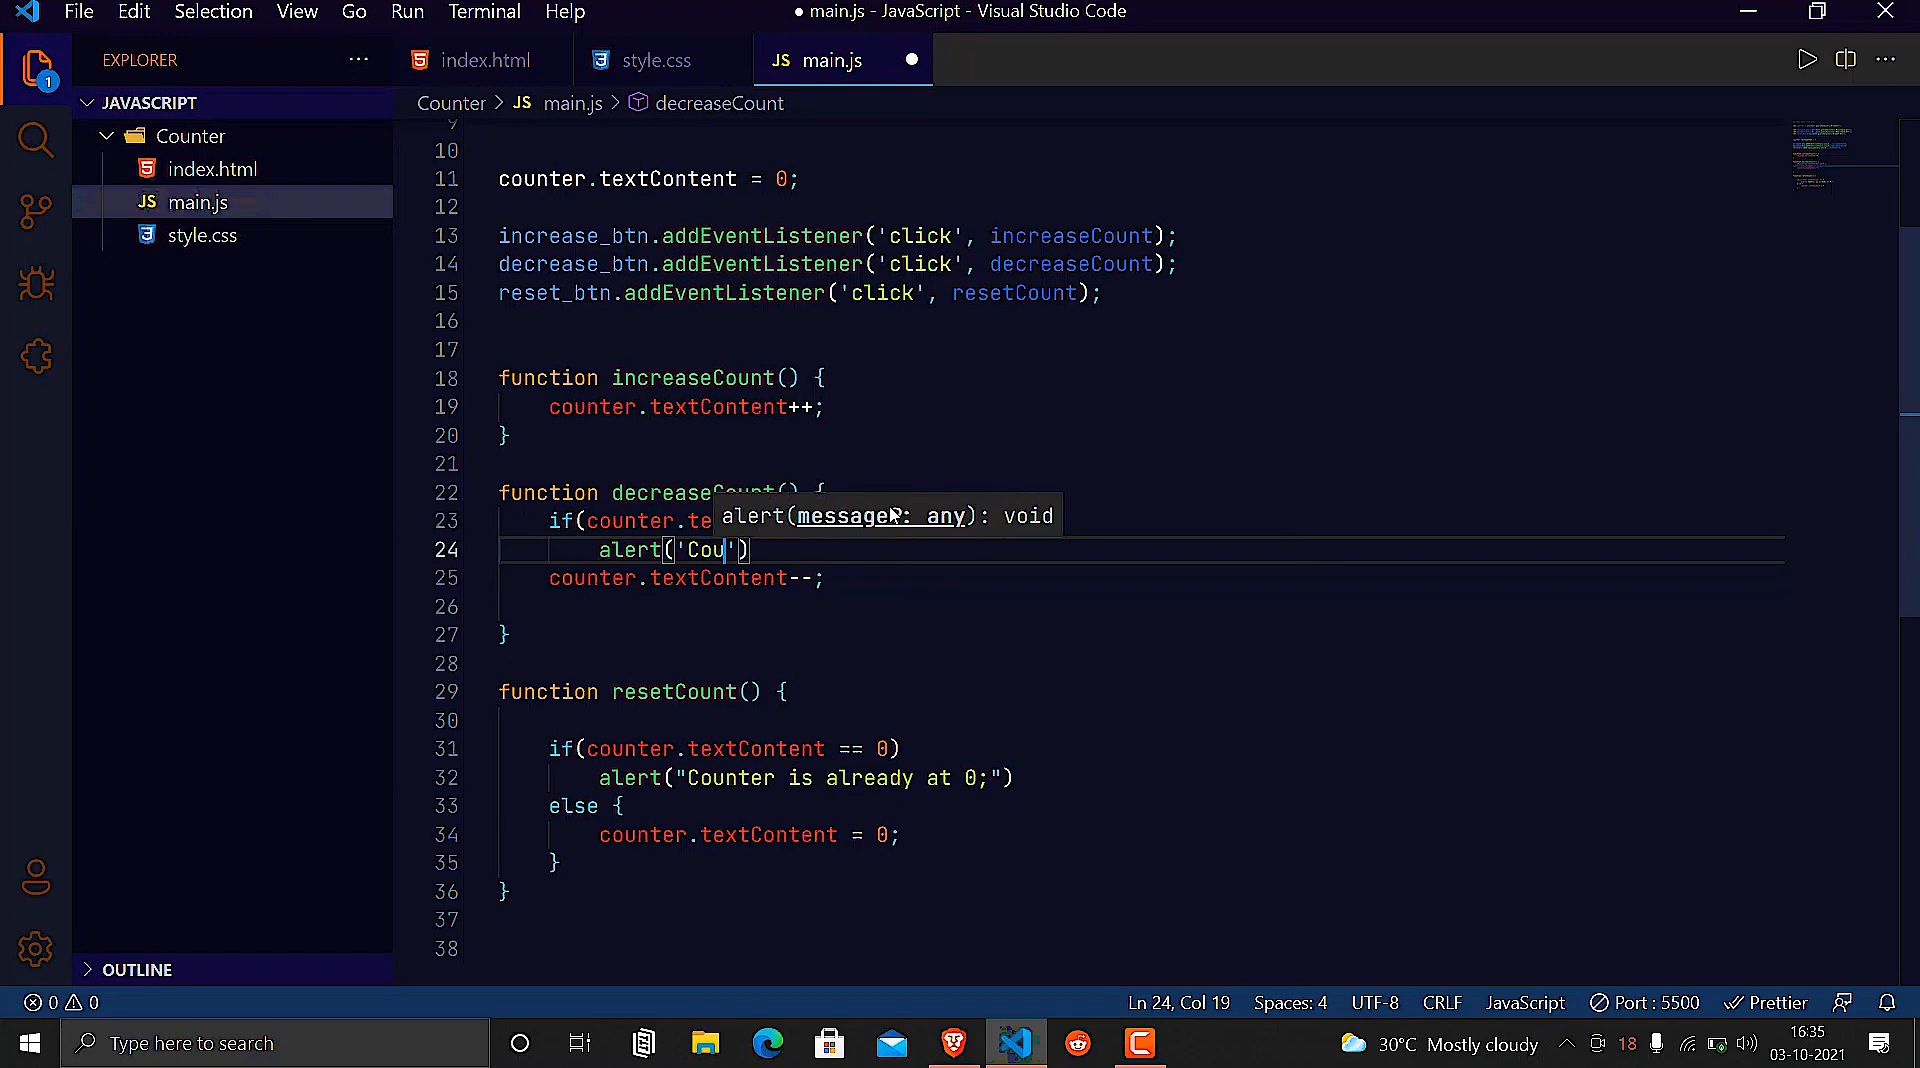 File Edit Selection View Go Run Terminal Help ● main.js - JavaScript - Visual Studio Code
EXPLORER ···
index.html
style.css
JS main.js
JAVASCRIPT
Counter > JS main.js > decreaseCount
Counter
index.html
JS main.js
style.css
9
10
11 counter.textContent = 0;
12
13 increase_btn.addEventListener('click', increaseCount);
14 decrease_btn.addEventListener('click', decreaseCount);
15 reset_btn.addEventListener('click', resetCount);
16
17
18 function increaseCount() {
19 counter.textContent++;
20 }
21
22 function decreaseCount() {
alert(message?: any): void
23 if(counter.te
24 alert('Cou')
25 counter.textContent--;
26
27 }
28
29 function resetCount() {
30
31 if(counter.textContent == 0)
32 alert("Counter is already at 0;")
33 else {
34 counter.textContent = 0;
35 }
36 }
37
38
1
OUTLINE
0 0 Ln 24, Col 19 Spaces: 4 UTF-8 CRLF JavaScript Port : 5500 Prettier
Type here to search
30°C Mostly cloudy
18
16:35
03-10-2021